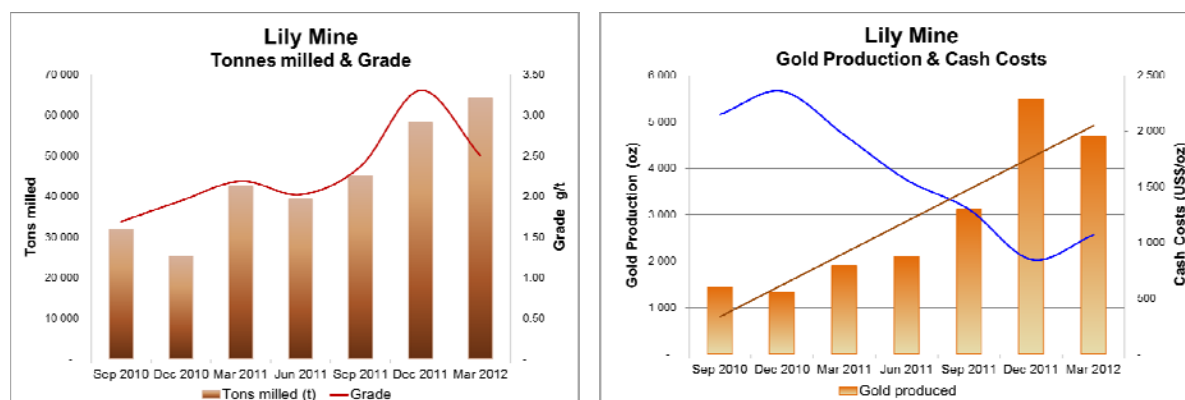 Lily Mine
Tonnes milled & Grade
70 000
60 000
50 000
40 000
30 000
20 000
10 000
-
Tons milled
3.50
3.00
2.50
2.00
1.50
1.00
0.50
-
Grade g/t
Sep 2010 Dec 2010 Mar 2011 Jun 2011 Sep 2011 Dec 2011 Mar 2012
Tons milled (t) Grade
Lily Mine
Gold Production & Cash Costs
6 000
5 000
4 000
3 000
2 000
1 000
-
Gold Production (oz)
2 500
2 000
1 500
1 000
500
-
Cash Costs (US$/oz)
Sep 2010 Dec 2010 Mar 2011 Jun 2011 Sep 2011 Dec 2011 Mar 2012
Gold produced